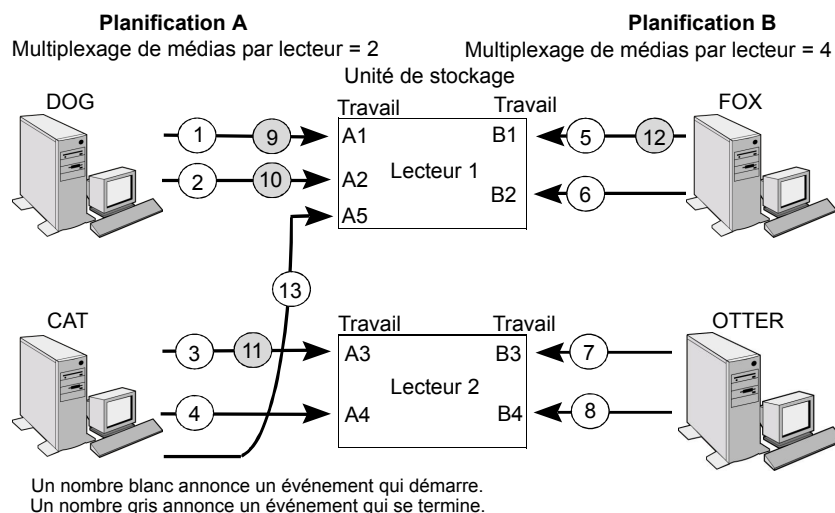 Planification A
Planification B
Multiplexage de médias par lecteur = 2
Multiplexage de médias par lecteur = 4
Unité de stockage
DOG
Travail
Travail
FOX
1
9
A1
B1
5
12
Lecteur 1
2
10
A2
B2
6
A5
13
CAT
Travail
Travail
OTTER
3
11
A3
B3
7
Lecteur 2
4
A4
B4
8
Un nombre blanc annonce un événement qui démarre.
Un nombre gris annonce un événement qui se termine.